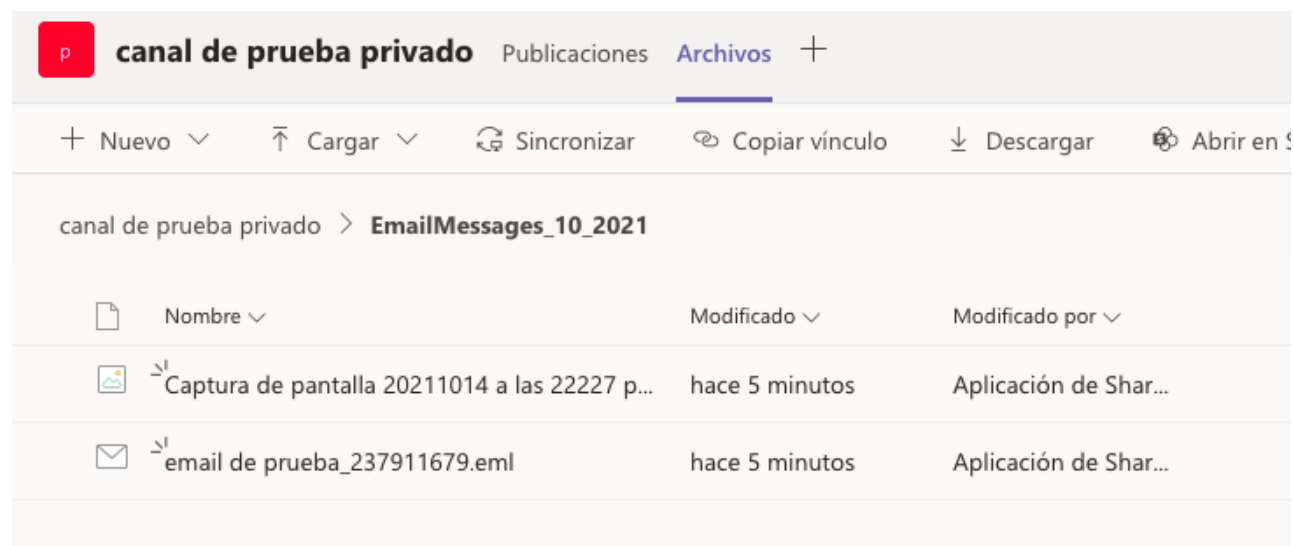 p canal de prueba privado Publicaciones Archivos
Nuevo Cargar Sincronizar Copiar vínculo Descargar Abrir en S
canal de prueba privado > EmailMessages_10_2021
Nombre Modificado Modificado por
Captura de pantalla 20211014 a las 22227 p... hace 5 minutos Aplicación de Shar...
email de prueba_237911679.eml hace 5 minutos Aplicación de Shar...